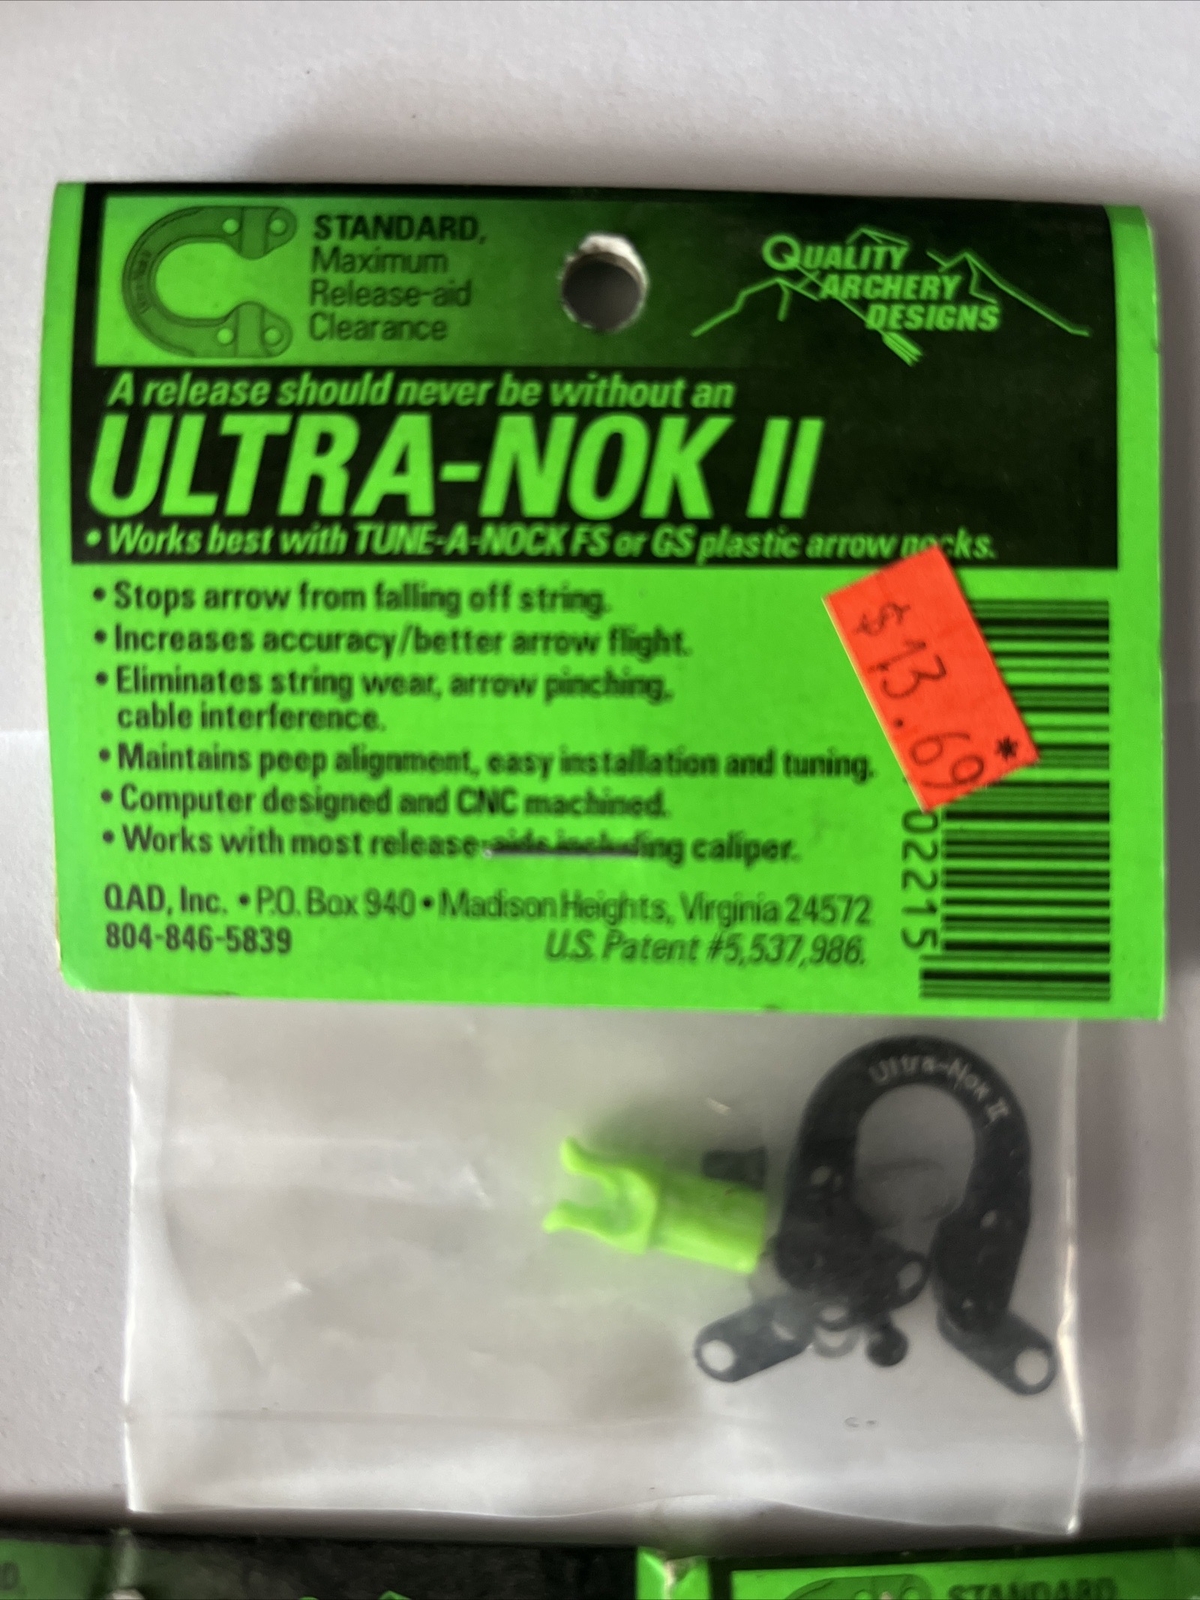 STANDARD,
Maximum
Release-aid
Clearance
QUALITY
ARCHERY
DESIGNS
A release should never be without an
ULTRA-NOK II
• Works best with TUNE-A-NOCK FS or GS plastic arrow nocks.
• Stops arrow from falling off string.
• Increases accuracy/better arrow flight.
• Eliminates string wear, arrow pinching,
cable interference.
• Maintains peep alignment, easy installation and tuning.
• Computer designed and CNC machined.
• Works with most release-aids including caliper.
$13.69*
02215
QAD, Inc. • P.O. Box 940 • Madison Heights, Virginia 24572
804-846-5839
U.S. Patent #5,537,986.
Ultra-Nok II
STANDARD,